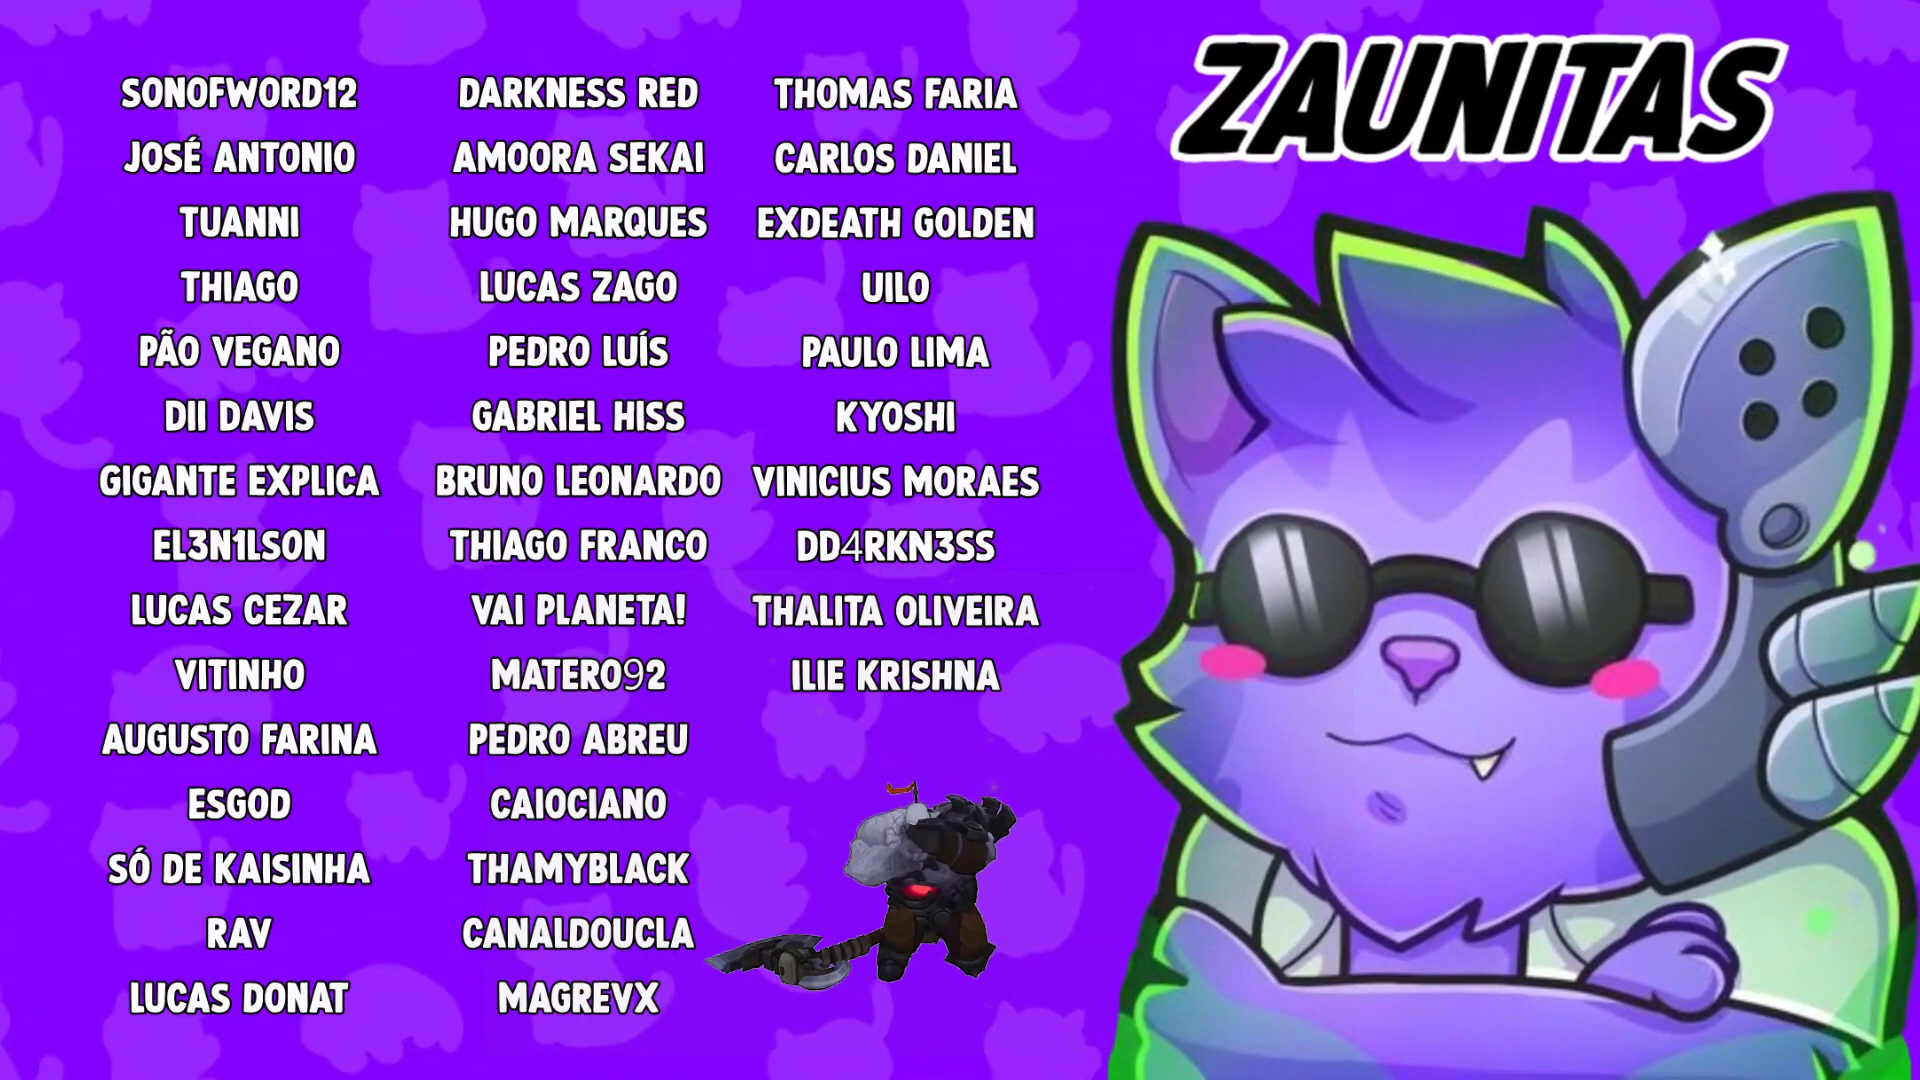 ZAUNITAS
SONOFWORD12
JOSÉ ANTONIO
TUANNI
THIAGO
PÃO VEGANO
DII DAVIS
GIGANTE EXPLICA
EL3N1LSON
LUCAS CEZAR
VITINHO
AUGUSTO FARINA
ESGOD
SÓ DE KAISINHA
RAV
LUCAS DONAT
DARKNESS RED
AMOORA SEKAI
HUGO MARQUES
LUCAS ZAGO
PEDRO LUÍS
GABRIEL HISS
BRUNO LEONARDO
THIAGO FRANCO
VAI PLANETA!
MATERO92
PEDRO ABREU
CAIOCIANO
THAMYBLACK
CANALDOUCLA
MAGREVX
THOMAS FARIA
CARLOS DANIEL
EXDEATH GOLDEN
UILO
PAULO LIMA
KYOSHI
VINICIUS MORAES
DD4RKN3SS
THALITA OLIVEIRA
ILIE KRISHNA